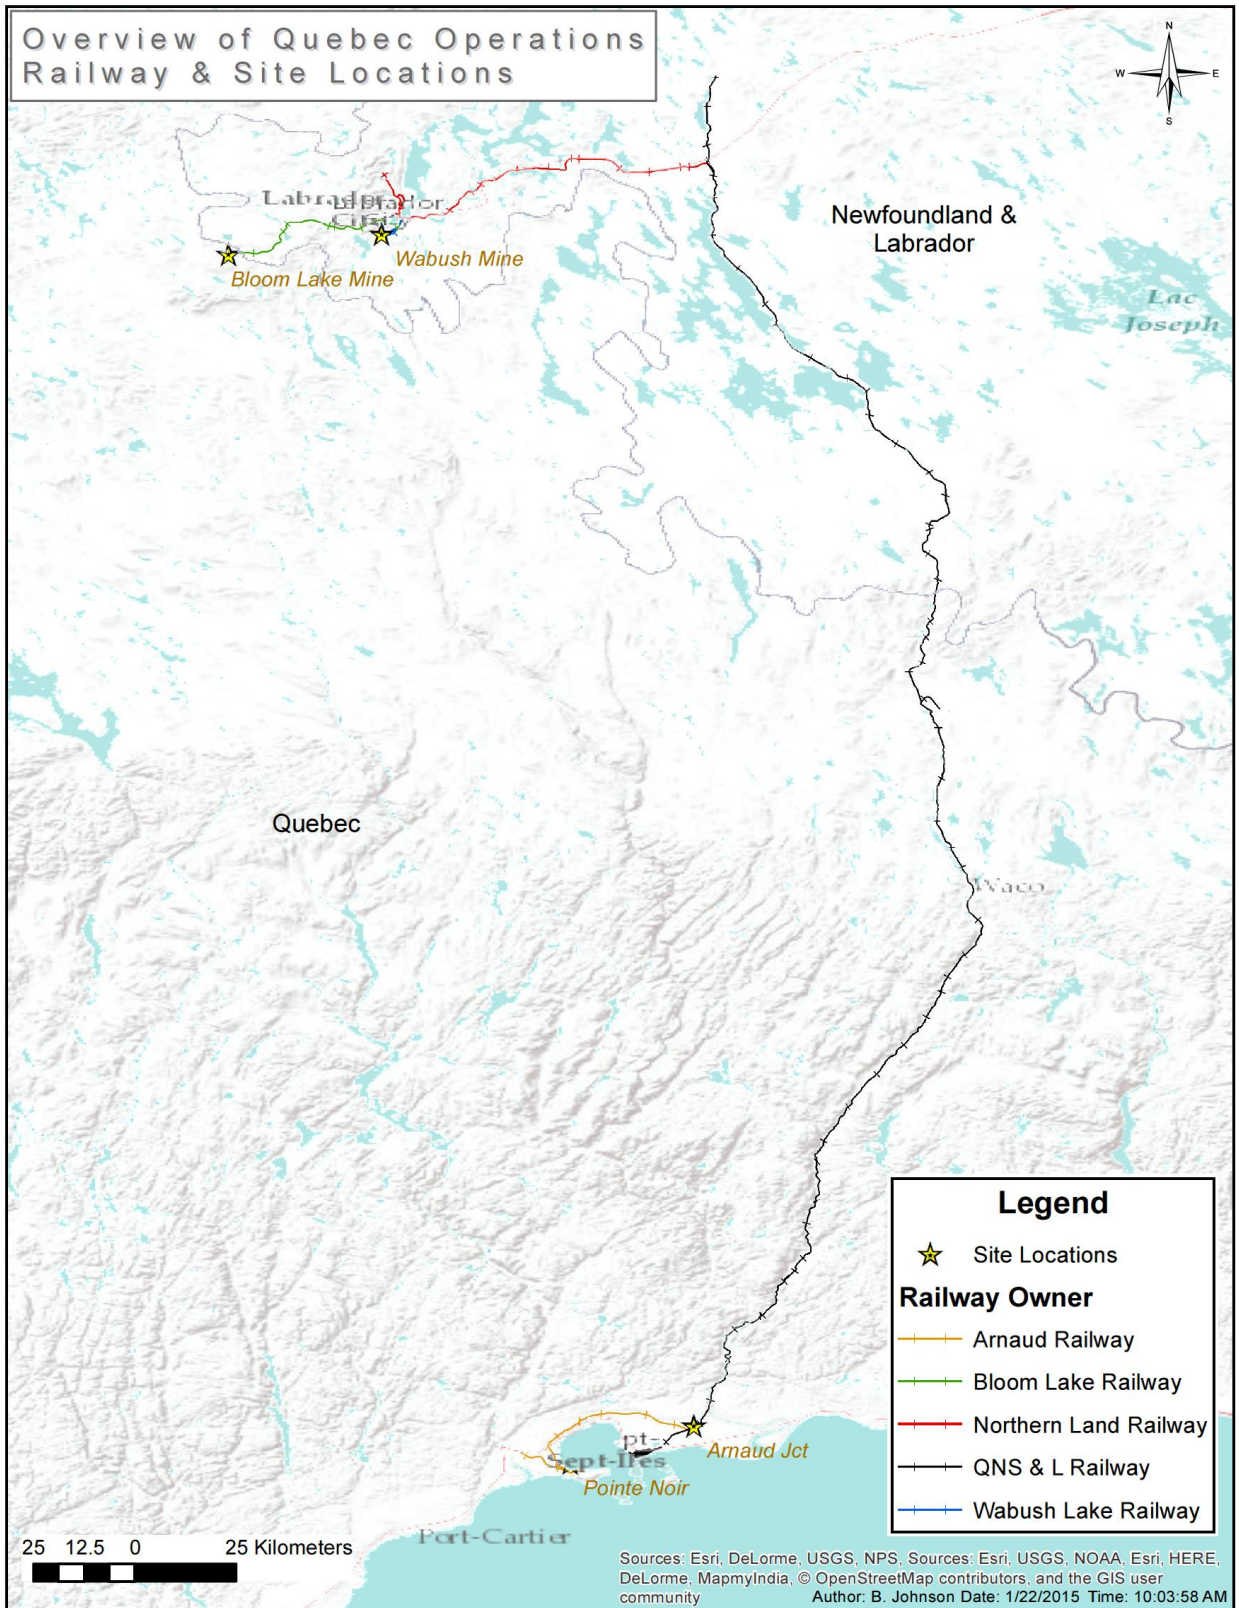 Overview of Quebec Operations
Railway & Site Locations
N
W E
S
Labrador
Labrador
City
Newfoundland &
Labrador
Wabush Mine
Bloom Lake Mine
Lac
Joseph
Quebec
Waco
Legend
Site Locations
Railway Owner
Arnaud Railway
Bloom Lake Railway
Northern Land Railway
QNS & L Railway
Wabush Lake Railway
pt-
Sept-Iles
Arnaud Jct
Pointe Noir
Port-Cartier
25 12.5 0 25 Kilometers
Sources: Esri, DeLorme, USGS, NPS, Sources: Esri, USGS, NOAA, Esri, HERE,
DeLorme, MapmyIndia, © OpenStreetMap contributors, and the GIS user
community
Author: B. Johnson Date: 1/22/2015 Time: 10:03:58 AM